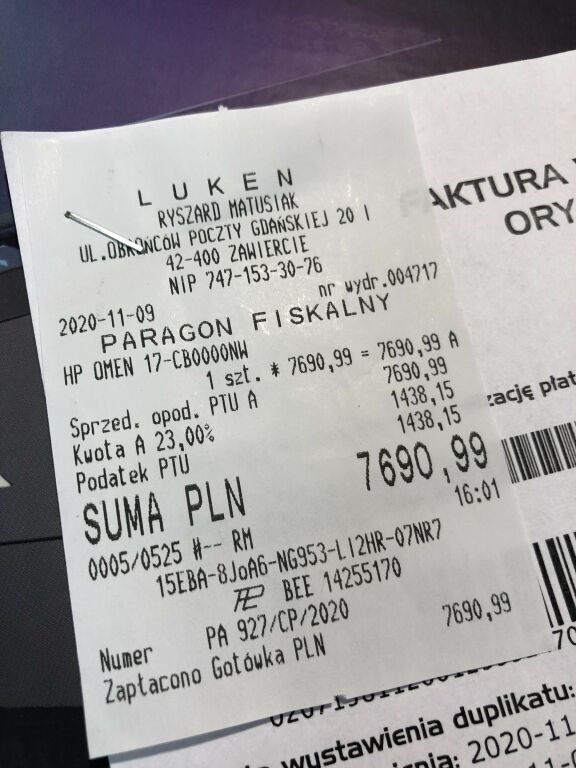 L U K E N
RYSZARD MATUSIAK
UL.OBROŃCÓW POCZTY GDAŃSKIEJ 20 I
42-400 ZAWIERCIE
NIP 747-153-30-76
2020-11-09 nr wydr.004717
PARAGON FISKALNY
HP OMEN 17-CB0000NW
1 szt. * 7690,99 = 7690,99 A
Sprzed. opod. PTU A 7690,99
Kwota A 23,00% 1438,15
Podatek PTU 1438,15
SUMA PLN 7690,99
0005/0525 #-- RM 16:01
15EBA-8JoA6-NG953-LI2HR-07NR7
BEE 14255170
Numer PA 927/CP/2020
Zapłacono Gotówka PLN 7690,99
FAKTURA
ORY
zację płat
wystawienia duplikatu:
2020-11